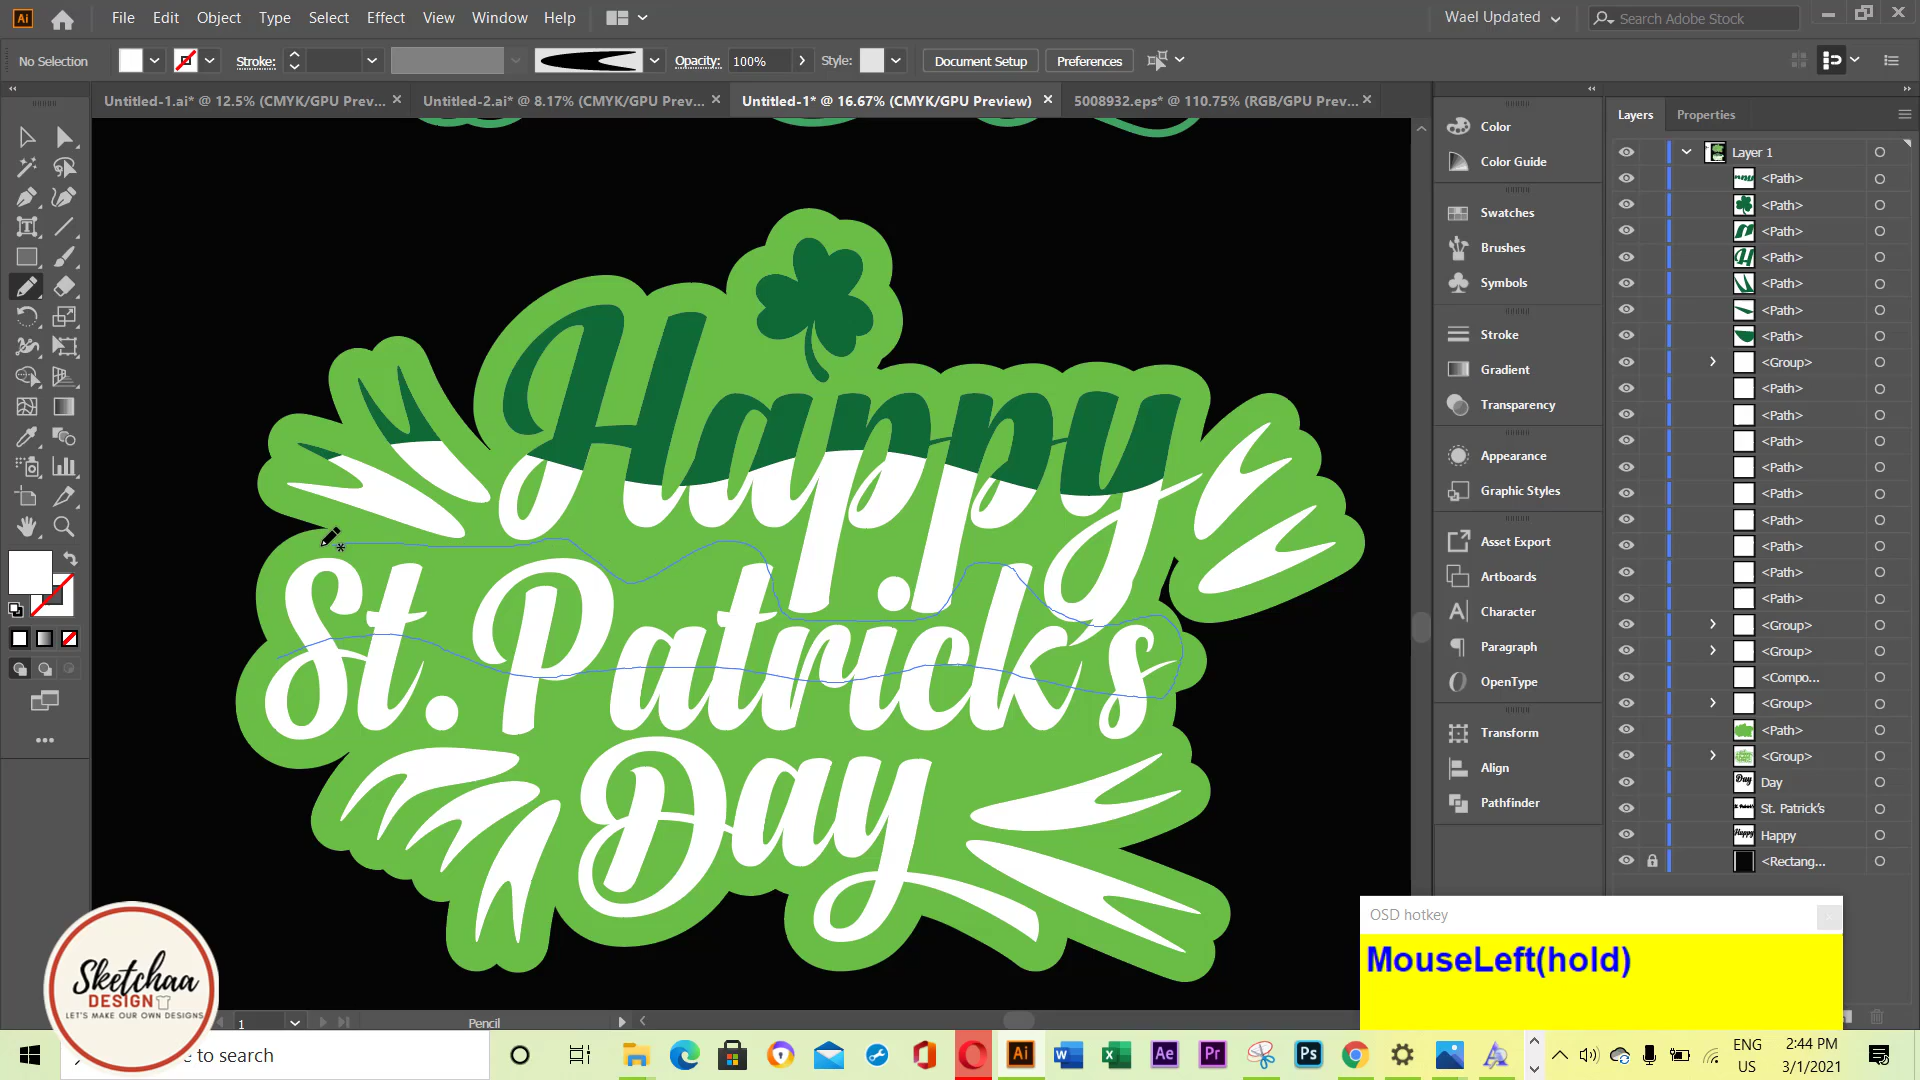 Ai File Edit Object Type Select Effect View Window Help Wael Updated Search Adobe Stock
No Selection Stroke: Opacity: 100% Style: Document Setup Preferences
Untitled-1.ai* @ 12.5% (CMYK/GPU Prev... Untitled-2.ai* @ 8.17% (CMYK/GPU Prev... Untitled-1* @ 16.67% (CMYK/GPU Preview) 5008932.eps* @ 110.75% (RGB/GPU Prev...
Happy
St. Patrick's
Day
Color
Color Guide
Swatches
Brushes
Symbols
Stroke
Gradient
Transparency
Appearance
Graphic Styles
Asset Export
Artboards
Character
Paragraph
OpenType
Transform
Align
Pathfinder
Layers Properties
Layer 1
<Path>
<Path>
<Path>
<Path>
<Path>
<Path>
<Path>
<Group>
<Path>
<Path>
<Path>
<Path>
<Path>
<Path>
<Path>
<Path>
<Path>
<Group>
<Group>
<Compo...
<Group>
<Path>
<Group>
Day
St. Patrick's
Happy
<Rectang...
OSD hotkey
MouseLeft(hold)
Sketchaa
DESIGN
LET'S MAKE OUR OWN DESIGNS
1 Pencil
e to search
Ai Ae Pr Ps
ENG
US
2:44 PM
3/1/2021